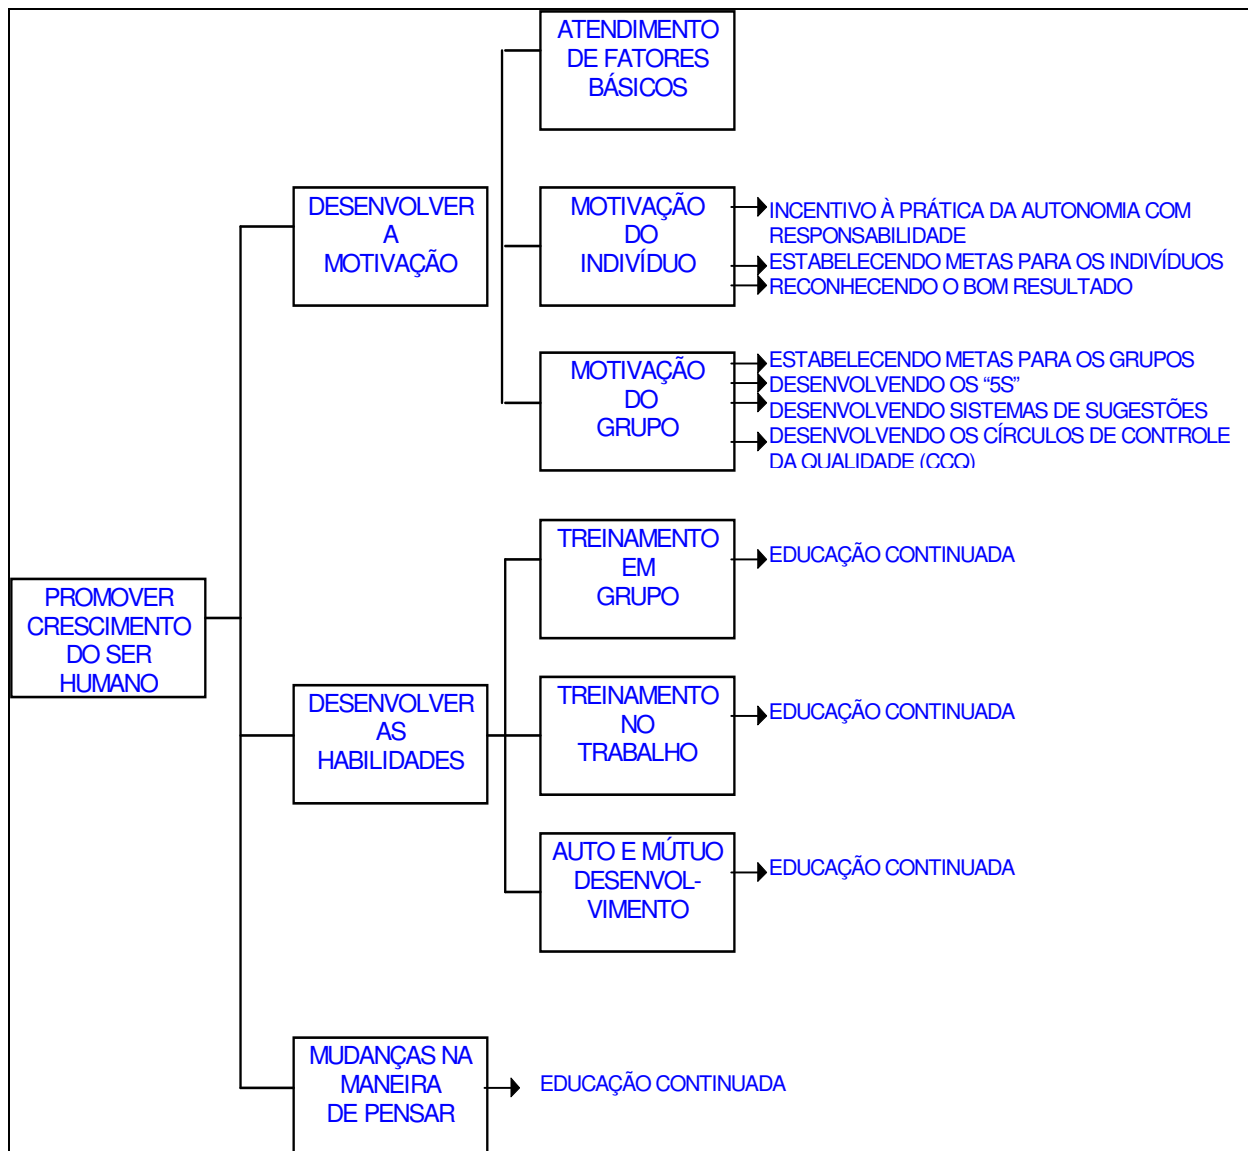 ATENDIMENTO
DE FATORES
BÁSICOS
DESENVOLVER
A
MOTIVAÇÃO
MOTIVAÇÃO
DO
INDIVÍDUO
INCENTIVO À PRÁTICA DA AUTONOMIA COM
RESPONSABILIDADE
ESTABELECENDO METAS PARA OS INDIVÍDUOS
RECONHECENDO O BOM RESULTADO
MOTIVAÇÃO
DO
GRUPO
ESTABELECENDO METAS PARA OS GRUPOS
DESENVOLVENDO OS “5S”
DESENVOLVENDO SISTEMAS DE SUGESTÕES
DESENVOLVENDO OS CÍRCULOS DE CONTROLE
DA QUALIDADE (CCQ)
TREINAMENTO
EM
GRUPO
EDUCAÇÃO CONTINUADA
PROMOVER
CRESCIMENTO
DO SER
HUMANO
DESENVOLVER
AS
HABILIDADES
TREINAMENTO
NO
TRABALHO
EDUCAÇÃO CONTINUADA
AUTO E MÚTUO
DESENVOL-
VIMENTO
EDUCAÇÃO CONTINUADA
MUDANÇAS NA
MANEIRA
DE PENSAR
EDUCAÇÃO CONTINUADA